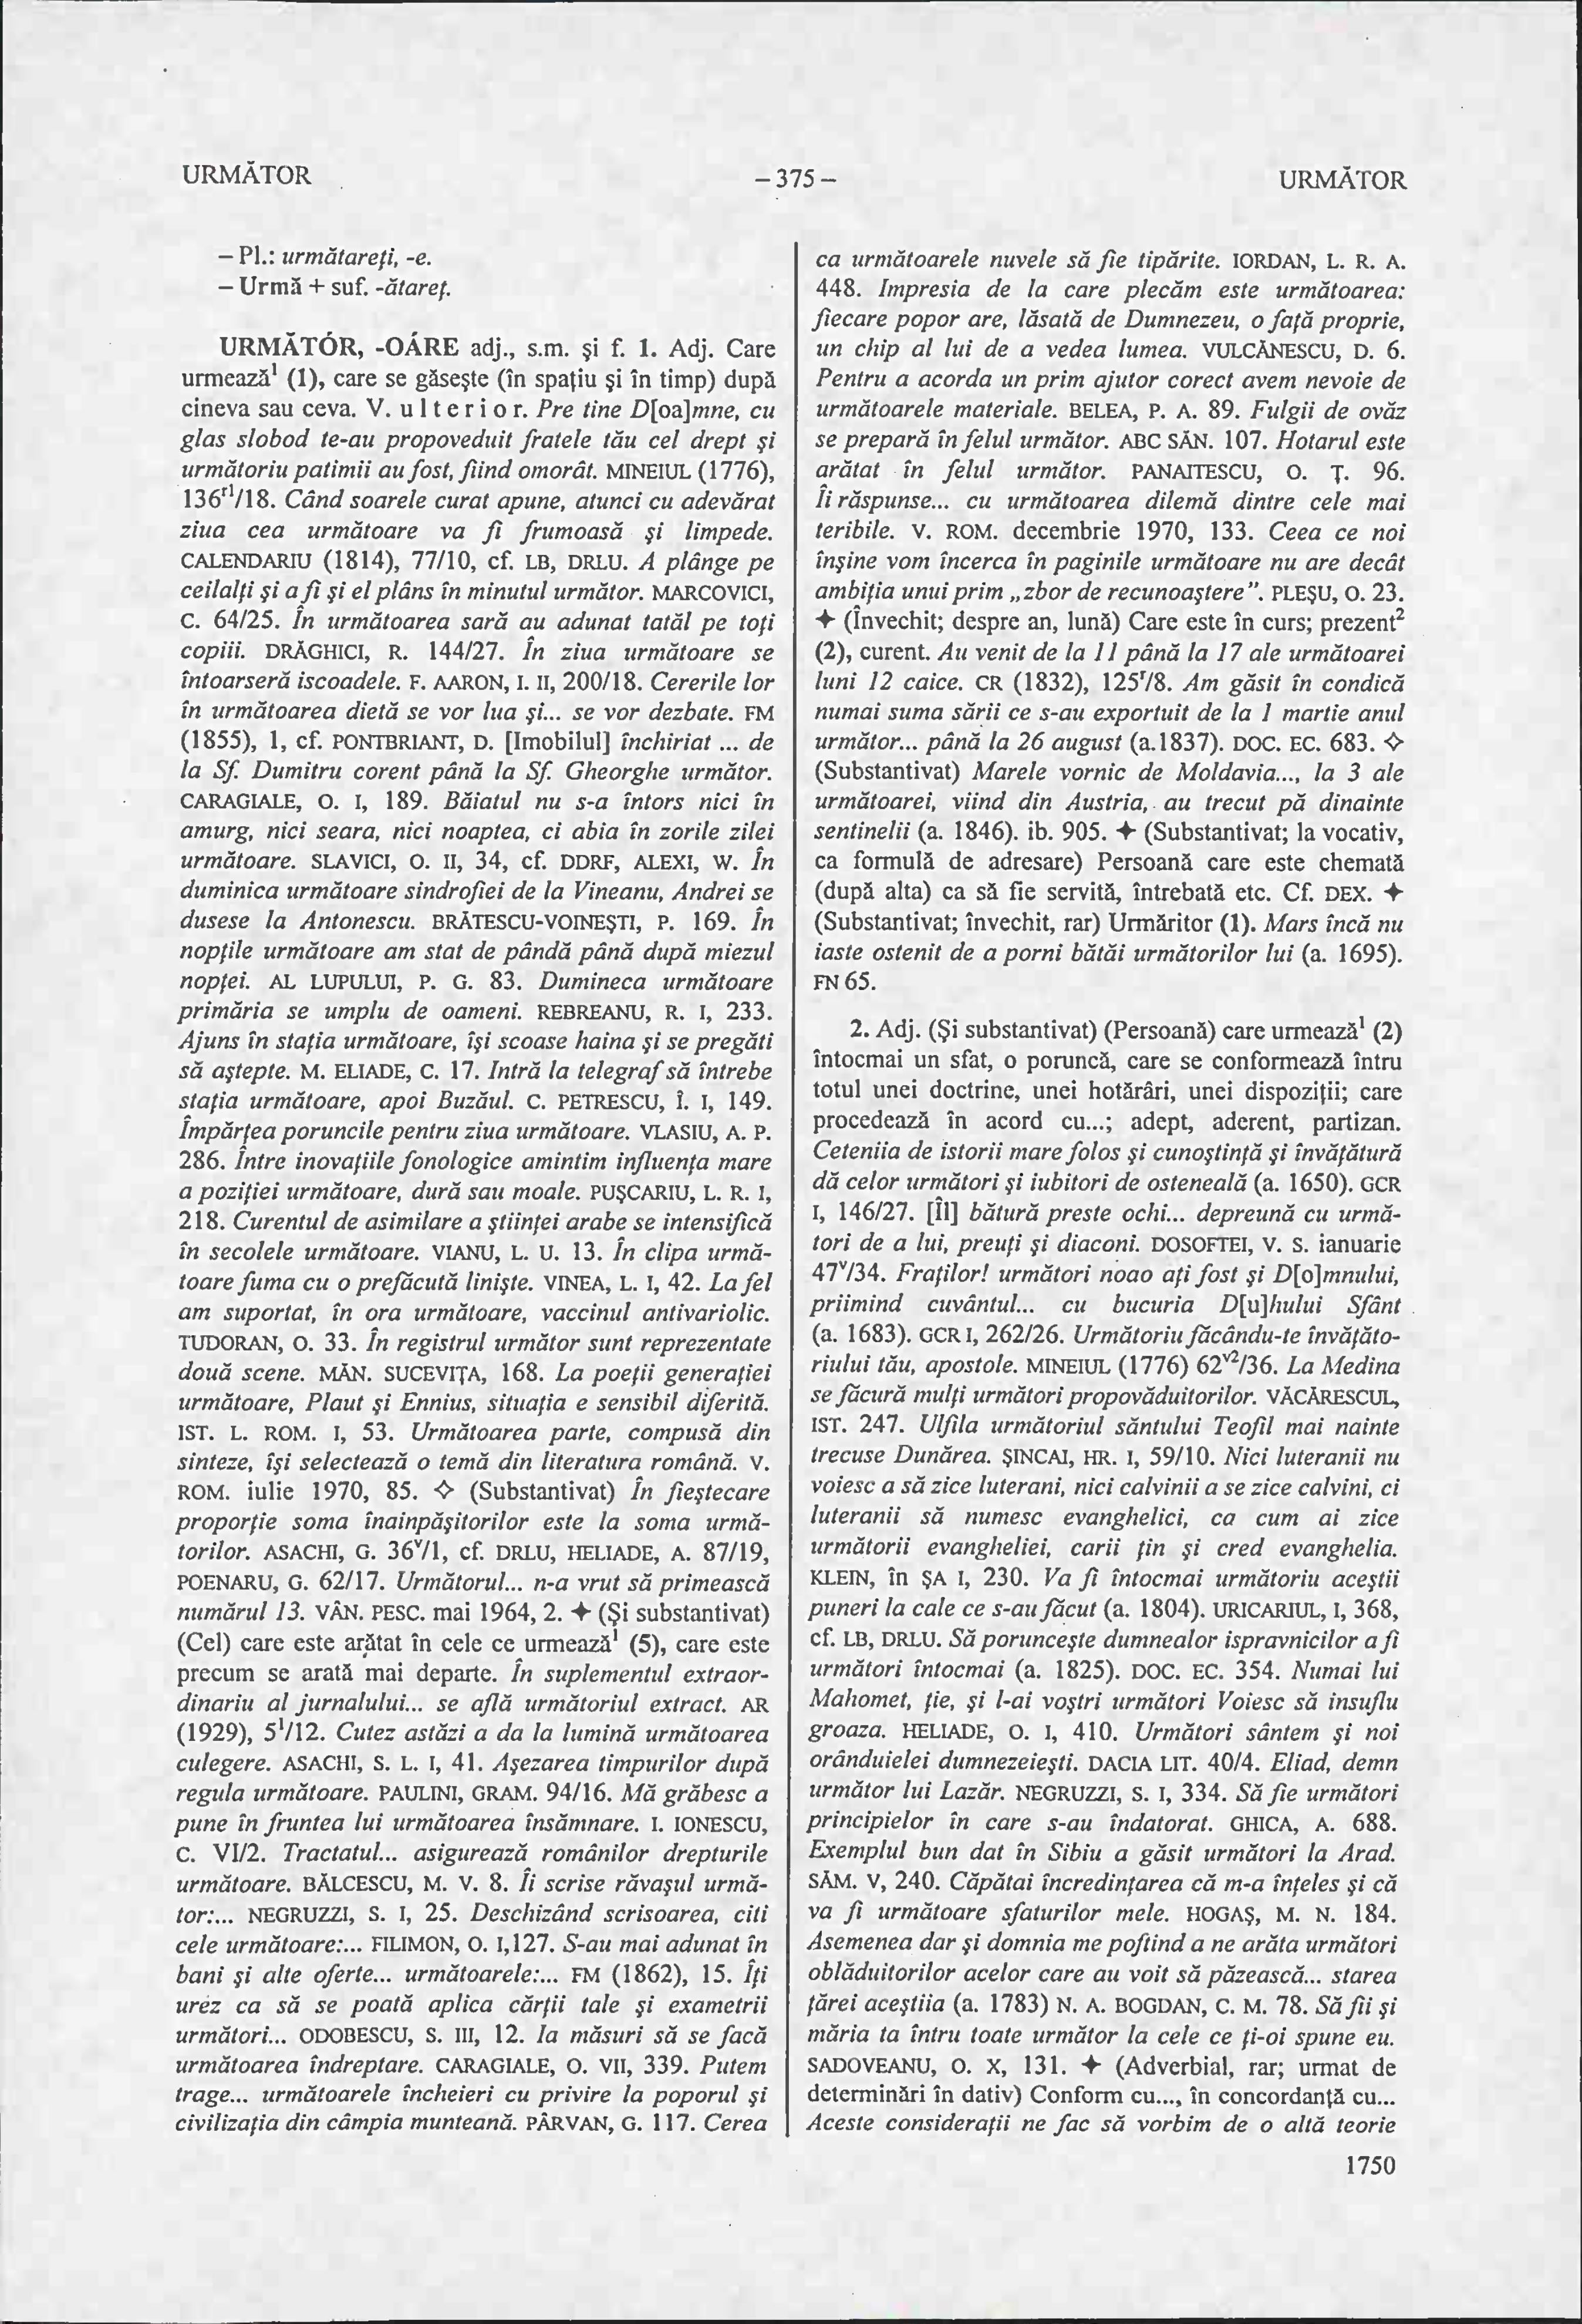 URMĂTOR
– 375 –
URMĂTOR
– Pl.: următareţi, -e.
– Urmă + suf. -ătareţ.
URMĂTÓR, -OÁRE adj., s.m. şi f. 1. Adj. Care
urmează¹ (1), care se găseşte (în spaţiu şi în timp) după
cineva sau ceva. V. u l t e r i o r. Pre tine D[oa]mne, cu
glas slobod te-au propoveduit fratele tău cel drept şi
următoriu patimii au fost, fiind omorât. MINEIUL (1776),
136ʳ¹/18. Când soarele curat apune, atunci cu adevărat
ziua cea următoare va fi frumoasă şi limpede.
CALENDARIU (1814), 77/10, cf. LB, DRLU. A plânge pe
ceilalţi şi a fi şi el plâns în minutul următor. MARCOVICI,
C. 64/25. În următoarea sară au adunat tatăl pe toţi
copiii. DRĂGHICI, R. 144/27. În ziua următoare se
întoarseră iscoadele. F. AARON, I. II, 200/18. Cererile lor
în următoarea dietă se vor lua şi... se vor dezbate. FM
(1855), 1, cf. PONTBRIANT, D. [Imobilul] închiriat ... de
la Sf. Dumitru corent până la Sf. Gheorghe următor.
CARAGIALE, O. I, 189. Băiatul nu s-a întors nici în
amurg, nici seara, nici noaptea, ci abia în zorile zilei
următoare. SLAVICI, O. II, 34, cf. DDRF, ALEXI, W. În
duminica următoare sindrofiei de la Vineanu, Andrei se
dusese la Antonescu. BRĂTESCU-VOINEŞTI, P. 169. În
nopţile următoare am stat de pândă până după miezul
nopţei. AL LUPULUI, P. G. 83. Dumineca următoare
primăria se umplu de oameni. REBREANU, R. I, 233.
Ajuns în staţia următoare, îşi scoase haina şi se pregăti
să aştepte. M. ELIADE, C. 17. Intră la telegraf să întrebe
staţia următoare, apoi Buzăul. C. PETRESCU, Î. I, 149.
Împărţea poruncile pentru ziua următoare. VLASIU, A. P.
286. Între inovaţiile fonologice amintim influenţa mare
a poziţiei următoare, dură sau moale. PUŞCARIU, L. R. I,
218. Curentul de asimilare a ştiinţei arabe se intensifică
în secolele următoare. VIANU, L. U. 13. În clipa urmă-
toare fuma cu o prefăcută linişte. VINEA, L. I, 42. La fel
am suportat, în ora următoare, vaccinul antivariolic.
TUDORAN, O. 33. În registrul următor sunt reprezentate
două scene. MĂN. SUCEVIŢA, 168. La poeţii generaţiei
următoare, Plaut şi Ennius, situaţia e sensibil diferită.
IST. L. ROM. I, 53. Următoarea parte, compusă din
sinteze, îşi selectează o temă din literatura română. V.
ROM. iulie 1970, 85. ◇ (Substantivat) În fieştecare
proporţie soma înainpăşitorilor este la soma urmă-
torilor. ASACHI, G. 36ᵛ/1, cf. DRLU, HELIADE, A. 87/19,
POENARU, G. 62/17. Următorul... n-a vrut să primească
numărul 13. VÂN. PESC. mai 1964, 2. ✦ (Şi substantivat)
(Cel) care este arătat în cele ce urmează¹ (5), care este
precum se arată mai departe. În suplementul extraor-
dinariu al jurnalului... se află următoriul extract. AR
(1929), 5¹/12. Cutez astăzi a da la lumină următoarea
culegere. ASACHI, S. L. I, 41. Aşezarea timpurilor după
regula următoare. PAULINI, GRAM. 94/16. Mă grăbesc a
pune în fruntea lui următoarea însămnare. I. IONESCU,
C. VI/2. Tractatul... asigurează românilor drepturile
următoare. BĂLCESCU, M. V. 8. Îi scrise răvaşul urmă-
tor:... NEGRUZZI, S. I, 25. Deschizând scrisoarea, citi
cele următoare:... FILIMON, O. I,127. S-au mai adunat în
bani şi alte oferte... următoarele:... FM (1862), 15. Îţi
urez ca să se poată aplica cărţii tale şi exametrii
următori... ODOBESCU, S. III, 12. Ia măsuri să se facă
următoarea îndreptare. CARAGIALE, O. VII, 339. Putem
trage... următoarele încheieri cu privire la poporul şi
civilizaţia din câmpia munteană. PÂRVAN, G. 117. Cerea
ca următoarele nuvele să fie tipărite. IORDAN, L. R. A.
448. Impresia de la care plecăm este următoarea:
fiecare popor are, lăsată de Dumnezeu, o faţă proprie,
un chip al lui de a vedea lumea. VULCĂNESCU, D. 6.
Pentru a acorda un prim ajutor corect avem nevoie de
următoarele materiale. BELEA, P. A. 89. Fulgii de ovăz
se prepară în felul următor. ABC SĂN. 107. Hotarul este
arătat în felul următor. PANAITESCU, O. Ţ. 96.
Îi răspunse... cu următoarea dilemă dintre cele mai
teribile. V. ROM. decembrie 1970, 133. Ceea ce noi
înşine vom încerca în paginile următoare nu are decât
ambiţia unui prim „zbor de recunoaştere”. PLEŞU, O. 23.
✦ (Învechit; despre an, lună) Care este în curs; prezent²
(2), curent. Au venit de la 11 până la 17 ale următoarei
luni 12 caice. CR (1832), 125ʳ/8. Am găsit în condică
numai suma sării ce s-au exportuit de la 1 martie anul
următor... până la 26 august (a.1837). DOC. EC. 683. ◇
(Substantivat) Marele vornic de Moldavia..., la 3 ale
următoarei, viind din Austria, au trecut pă dinainte
sentinelii (a. 1846). ib. 905. ✦ (Substantivat; la vocativ,
ca formulă de adresare) Persoană care este chemată
(după alta) ca să fie servită, întrebată etc. Cf. DEX. ✦
(Substantivat; învechit, rar) Urmăritor (1). Mars încă nu
iaste ostenit de a porni bătăi următorilor lui (a. 1695).
FN 65.
2. Adj. (Şi substantivat) (Persoană) care urmează¹ (2)
întocmai un sfat, o poruncă, care se conformează întru
totul unei doctrine, unei hotărâri, unei dispoziţii; care
procedează în acord cu...; adept, aderent, partizan.
Ceteniia de istorii mare folos şi cunoştinţă şi învăţătură
dă celor următori şi iubitori de osteneală (a. 1650). GCR
I, 146/27. [Îl] bătură preste ochi... depreună cu urmă-
tori de a lui, preuţi şi diaconi. DOSOFTEI, V. S. ianuarie
47ᵛ/34. Fraţilor! următori noao aţi fost şi D[o]mnului,
priimind cuvântul... cu bucuria D[u]hului Sfânt
(a. 1683). GCR I, 262/26. Următoriu făcându-te învăţăto-
riului tău, apostole. MINEIUL (1776) 62ᵛ²/36. La Medina
se făcură mulţi următori propovăduitorilor. VĂCĂRESCUL,
IST. 247. Ulfila următoriul săntului Teofil mai nainte
trecuse Dunărea. ŞINCAI, HR. I, 59/10. Nici luteranii nu
voiesc a să zice luterani, nici calvinii a se zice calvini, ci
luteranii să numesc evanghelici, ca cum ai zice
următorii evangheliei, carii ţin şi cred evanghelia.
KLEIN, în ŞA I, 230. Va fi întocmai următoriu aceştii
puneri la cale ce s-au făcut (a. 1804). URICARIUL, I, 368,
cf. LB, DRLU. Să porunceşte dumnealor ispravnicilor a fi
următori întocmai (a. 1825). DOC. EC. 354. Numai lui
Mahomet, ţie, şi l-ai voştri următori Voiesc să insuflu
groaza. HELIADE, O. I, 410. Următori sântem şi noi
orânduielei dumnezeieşti. DACIA LIT. 40/4. Eliad, demn
următor lui Lazăr. NEGRUZZI, S. I, 334. Să fie următori
principielor în care s-au îndatorat. GHICA, A. 688.
Exemplul bun dat în Sibiu a găsit următori la Arad.
SĂM. V, 240. Căpătai încredinţarea că m-a înţeles şi că
va fi următoare sfaturilor mele. HOGAŞ, M. N. 184.
Asemenea dar şi domnia me poftind a ne arăta următori
oblăduitorilor acelor care au voit să păzească... starea
ţărei aceştiia (a. 1783) N. A. BOGDAN, C. M. 78. Să fii şi
măria ta întru toate următor la cele ce ţi-oi spune eu.
SADOVEANU, O. X, 131. ✦ (Adverbial, rar; urmat de
determinări în dativ) Conform cu..., în concordanţă cu...
Aceste consideraţii ne fac să vorbim de o altă teorie
1750